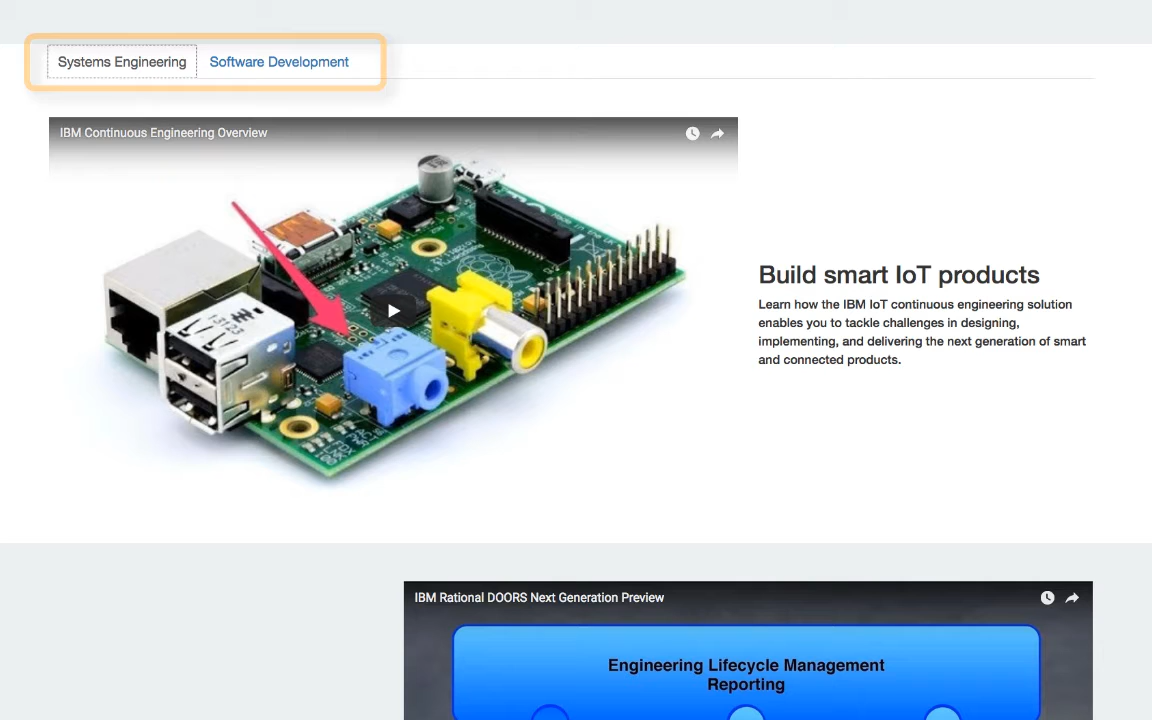 Systems Engineering Software Development
IBM Continuous Engineering Overview
13123
Build smart IoT products
Learn how the IBM IoT continuous engineering solution
enables you to tackle challenges in designing,
implementing, and delivering the next generation of smart
and connected products.
IBM Rational DOORS Next Generation Preview
Engineering Lifecycle Management
Reporting